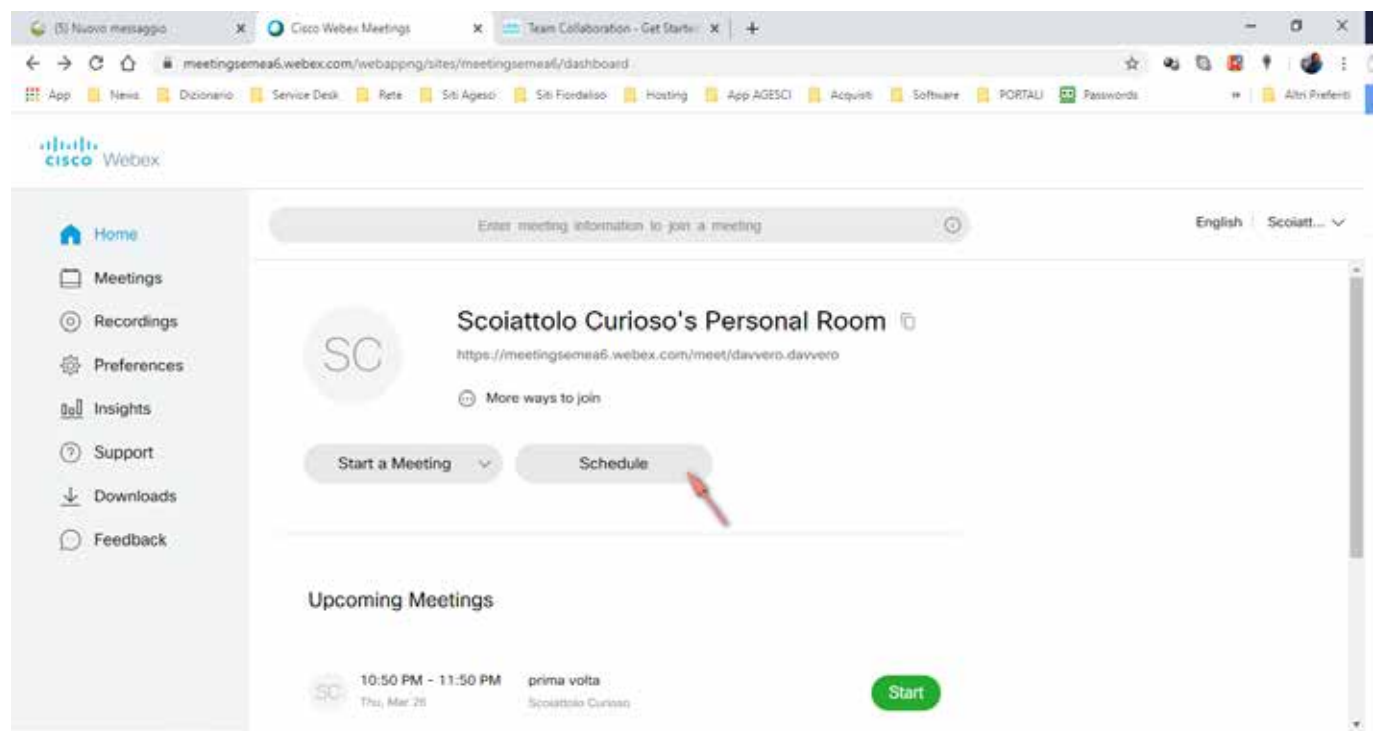 (5) Nuovo messaggio
Cisco Webex Meetings
Team Collaboration - Get Starte
meetingsemea6.webex.com/webappng/sites/meetingsemea6/dashboard
App News Dizionario Service Desk Rete Siti Agesci Siti Fiordaliso Hosting App AGESCI Acquisti Software PORTALI Passwords » Altri Preferiti
cisco Webex
Enter meeting information to join a meeting
English Scoiatt...
Home
Meetings
Recordings
Preferences
Insights
Support
Downloads
Feedback
SC
Scoiattolo Curioso's Personal Room
https://meetingsemea6.webex.com/meet/davvero.davvero
More ways to join
Start a Meeting
Schedule
Upcoming Meetings
SC
10:50 PM - 11:50 PM prima volta
Thu, Mar 26 Scoiattolo Curioso
Start